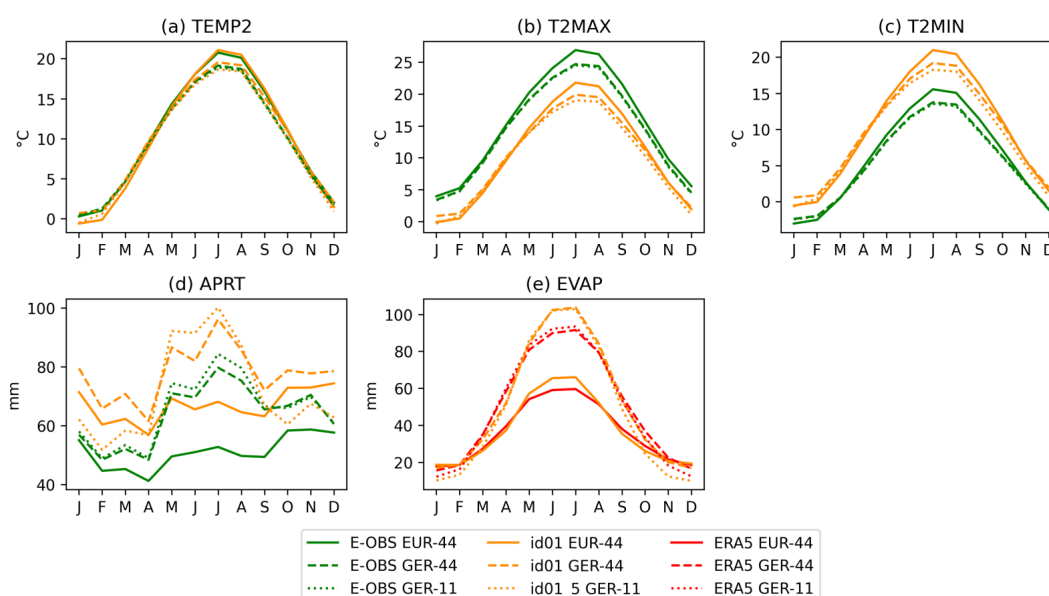 (a) TEMP2
(b) T2MAX
(c) T2MIN
°C
20
15
10
5
0
J F M A M J J A S O N D
°C
25
20
15
10
5
0
J F M A M J J A S O N D
°C
20
15
10
5
0
J F M A M J J A S O N D
(d) APRT
(e) EVAP
mm
100
80
60
40
J F M A M J J A S O N D
mm
100
80
60
40
20
J F M A M J J A S O N D
E-OBS EUR-44
id01 EUR-44
ERA5 EUR-44
E-OBS GER-44
id01 GER-44
ERA5 GER-44
E-OBS GER-11
id01_5 GER-11
ERA5 GER-11